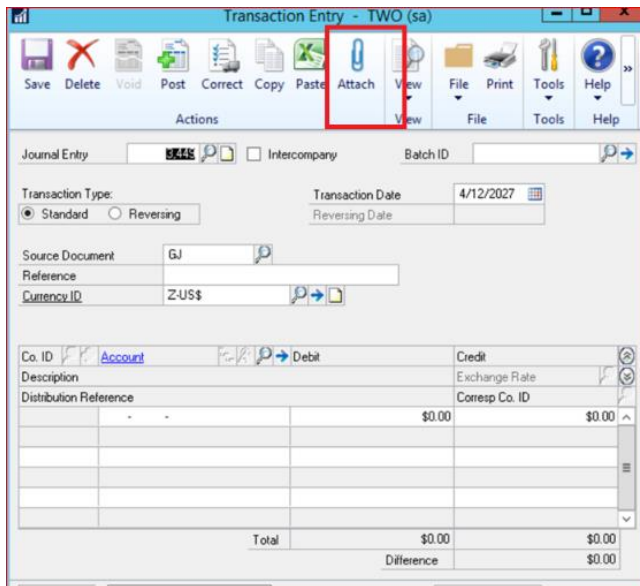 Transaction Entry - TWO (sa)
Save Delete Void Post Correct Copy Paste Attach View File Print Tools Help
Actions View File Tools Help
Journal Entry 3,445 Intercompany Batch ID
Transaction Type: Transaction Date 4/12/2027
Standard Reversing Reversing Date
Source Document GJ
Reference
Currency ID Z-US$
Co. ID Account Debit Credit
Description Exchange Rate
Distribution Reference Corresp Co. ID
- - $0.00 $0.00
Total $0.00 $0.00
Difference $0.00